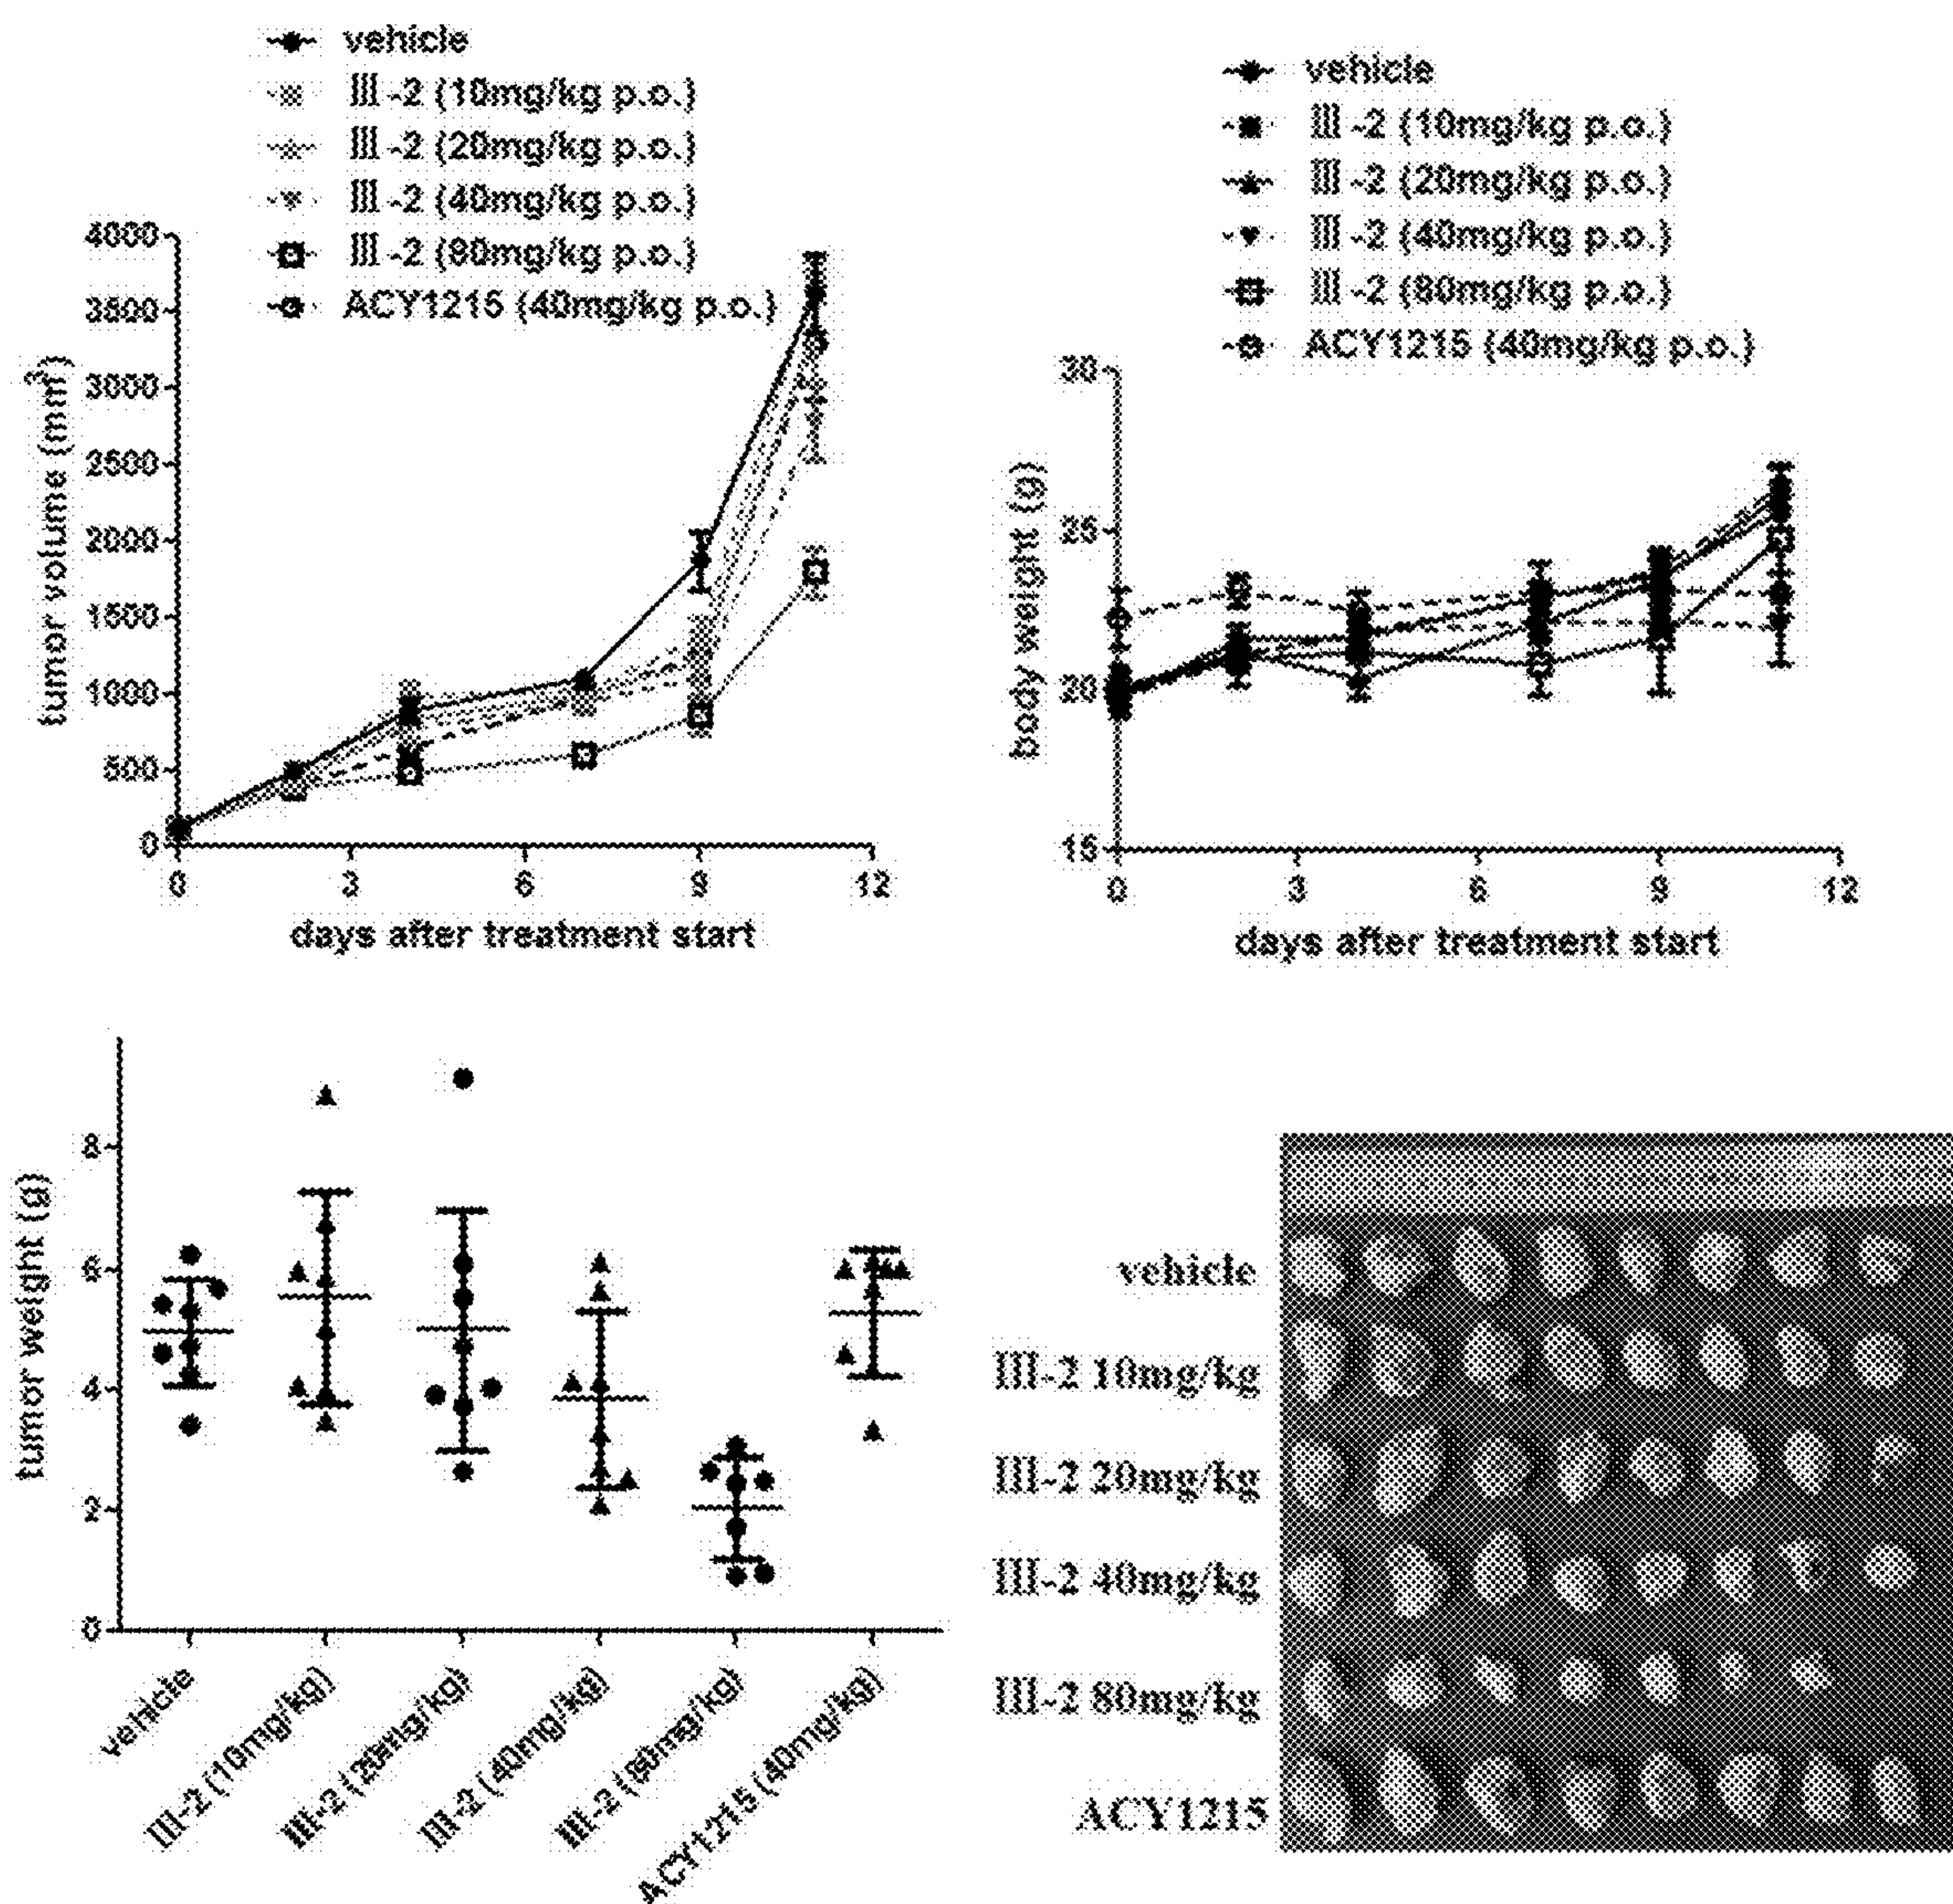 vehicle
III-2 (10mg/kg p.o.)
III-2 (20mg/kg p.o.)
III-2 (40mg/kg p.o.)
III-2 (80mg/kg p.o.)
ACY1215 (40mg/kg p.o.)
4000
3500
3000
2500
2000
1500
1000
500
0
tumor volume (mm³)
0 3 6 9 12
days after treatment start
vehicle
III-2 (10mg/kg p.o.)
III-2 (20mg/kg p.o.)
III-2 (40mg/kg p.o.)
III-2 (80mg/kg p.o.)
ACY1215 (40mg/kg p.o.)
30
25
20
15
body weight (g)
0 3 6 9 12
days after treatment start
8
6
4
2
0
tumor weight (g)
vehicle
III-2 (10mg/kg)
III-2 (20mg/kg)
III-2 (40mg/kg)
III-2 (80mg/kg)
ACY1215 (40mg/kg)
vehicle
III-2 10mg/kg
III-2 20mg/kg
III-2 40mg/kg
III-2 80mg/kg
ACY1215